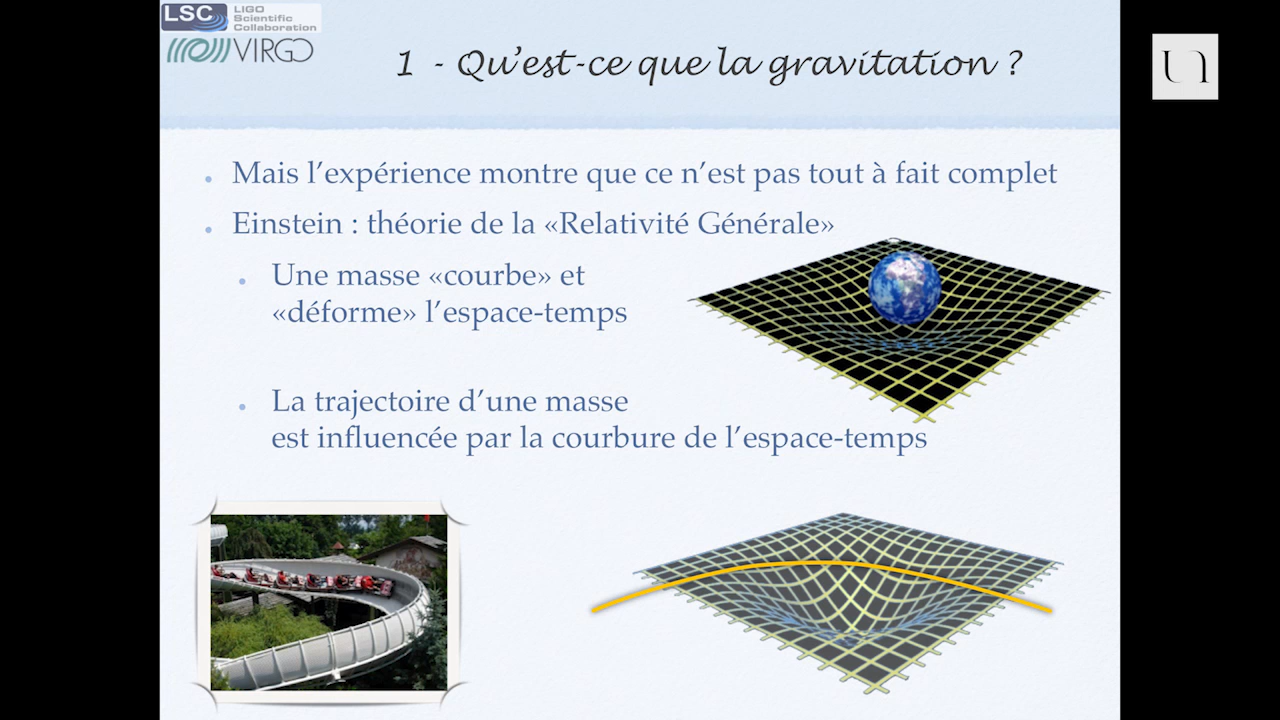 LSC
LIGO
Scientific
Collaboration
VIRGO
1 - Qu’est-ce que la gravitation ?
Mais l’expérience montre que ce n’est pas tout à fait complet
Einstein : théorie de la «Relativité Générale»
Une masse «courbe» et
«déforme» l’espace-temps
La trajectoire d’une masse
est influencée par la courbure de l’espace-temps